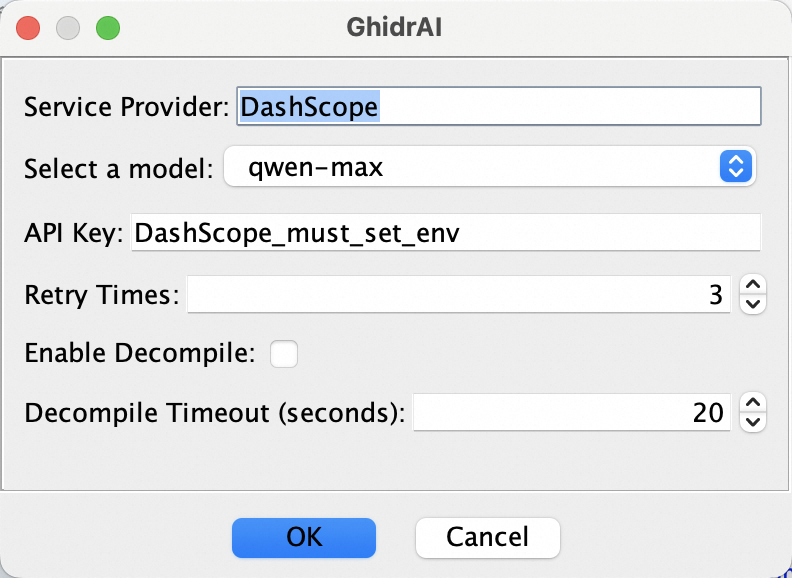 GhidrAI
Service Provider: DashScope
Select a model: qwen-max
API Key: DashScope_must_set_env
Retry Times: 3
Enable Decompile:
Decompile Timeout (seconds): 20
OK Cancel